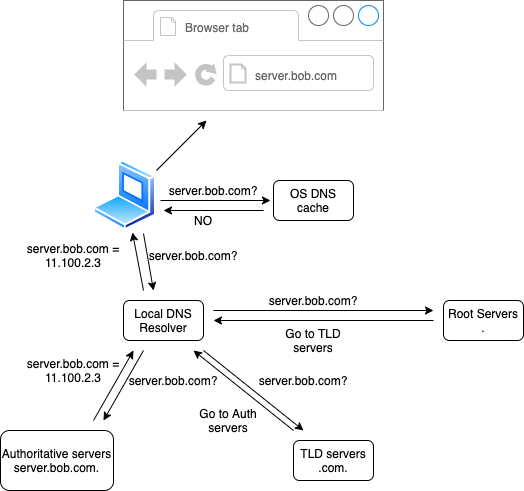 Browser tab
server.bob.com
server.bob.com?
OS DNS
cache
NO
server.bob.com =
11.100.2.3
server.bob.com?
server.bob.com?
Local DNS
Resolver
Root Servers
.
Go to TLD
servers
server.bob.com =
11.100.2.3
server.bob.com?
server.bob.com?
Go to Auth
servers
Authoritative servers
server.bob.com.
TLD servers
.com.